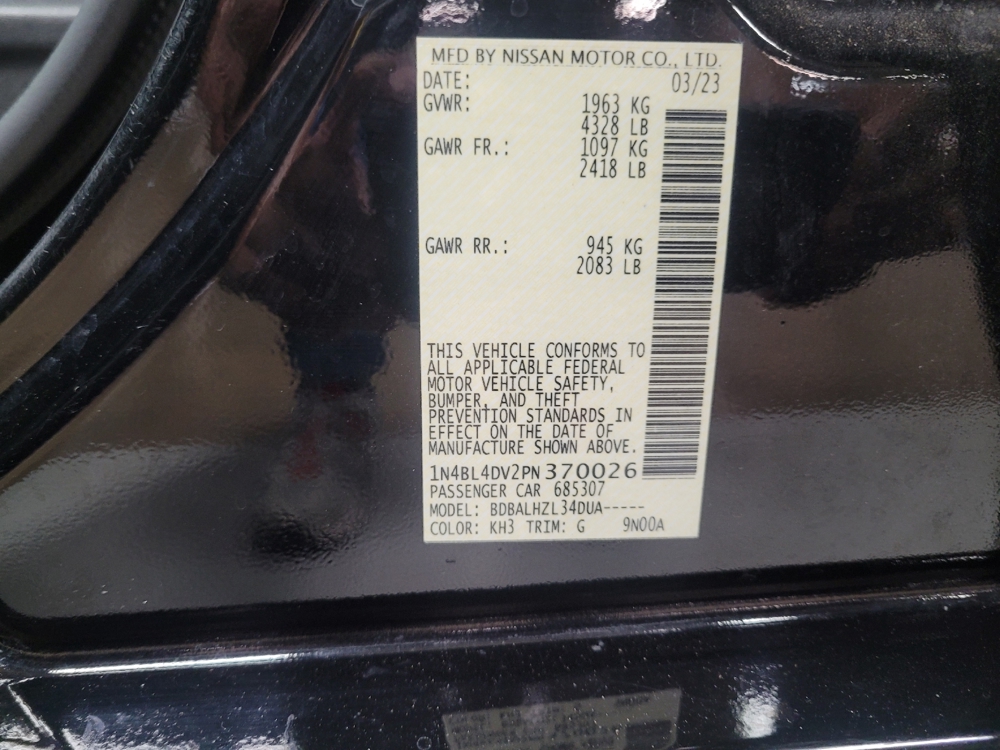 MFD BY NISSAN MOTOR CO., LTD.
DATE: 03/23
GVWR: 1963 KG
4328 LB
GAWR FR.: 1097 KG
2418 LB
GAWR RR.: 945 KG
2083 LB
THIS VEHICLE CONFORMS TO
ALL APPLICABLE FEDERAL
MOTOR VEHICLE SAFETY,
BUMPER, AND THEFT
PREVENTION STANDARDS IN
EFFECT ON THE DATE OF
MANUFACTURE SHOWN ABOVE.
1N4BL4DV2PN370026
PASSENGER CAR 685307
MODEL: BDBALHZL34DUA-----
COLOR: KH3 TRIM: G 9N00A